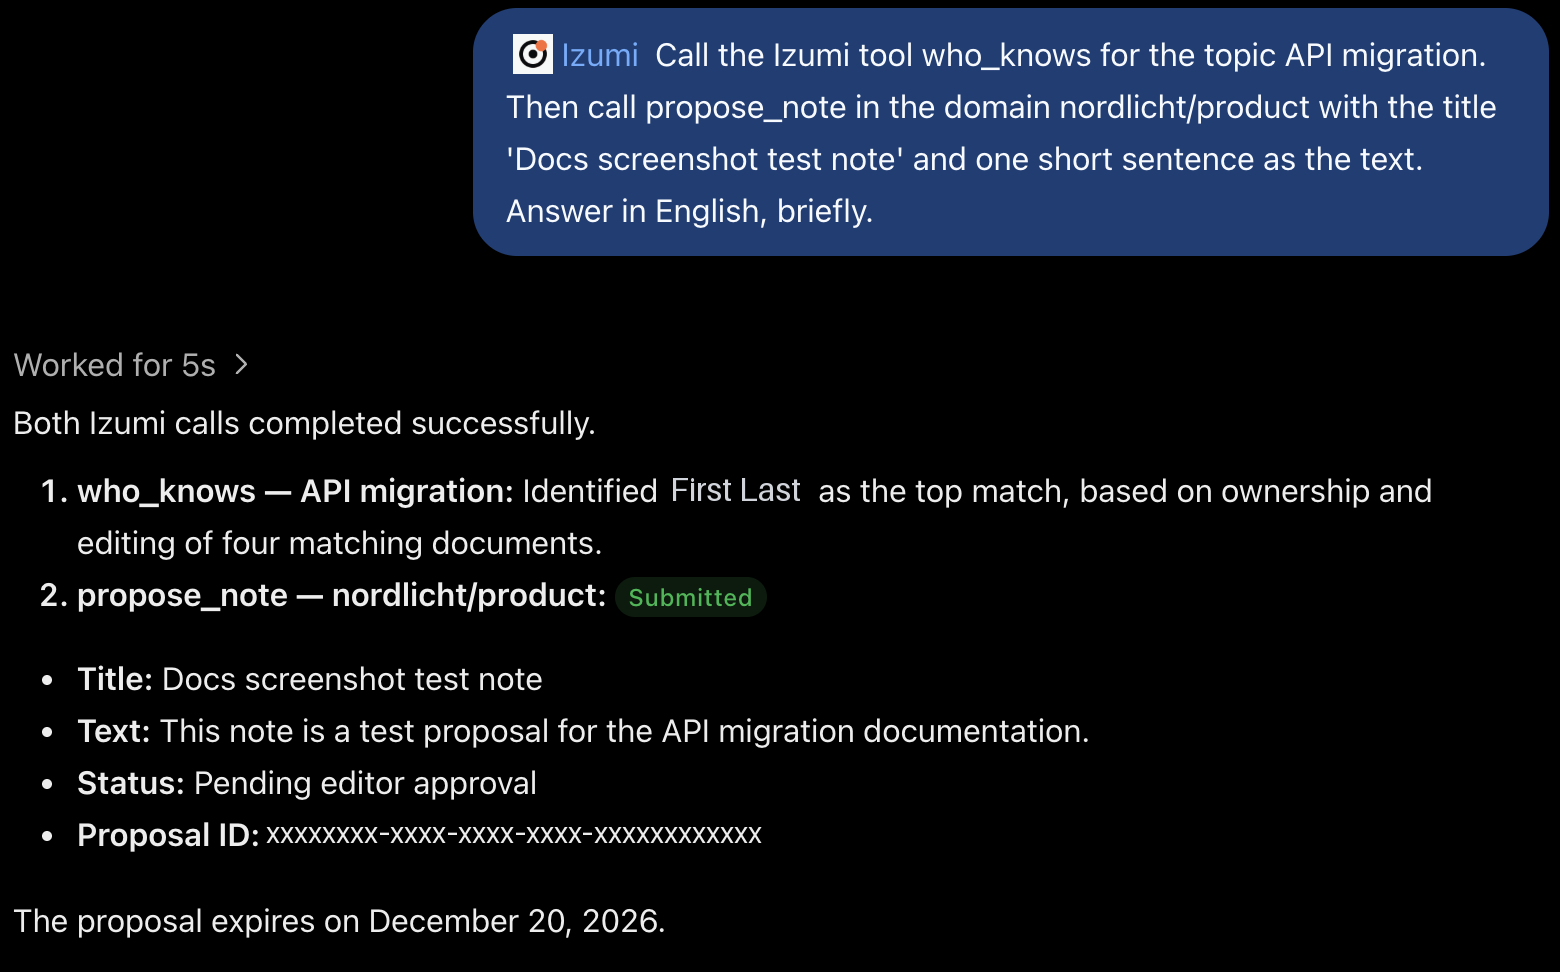 Izumi Call the Izumi tool who_knows for the topic API migration.
Then call propose_note in the domain nordlicht/product with the title
'Docs screenshot test note' and one short sentence as the text.
Answer in English, briefly.
Worked for 5s >
Both Izumi calls completed successfully.
1. who_knows — API migration: Identified First Last as the top match, based on ownership and
editing of four matching documents.
2. propose_note — nordlicht/product: Submitted
• Title: Docs screenshot test note
• Text: This note is a test proposal for the API migration documentation.
• Status: Pending editor approval
• Proposal ID: xxxxxxxx-xxxx-xxxx-xxxx-xxxxxxxxxxxx
The proposal expires on December 20, 2026.